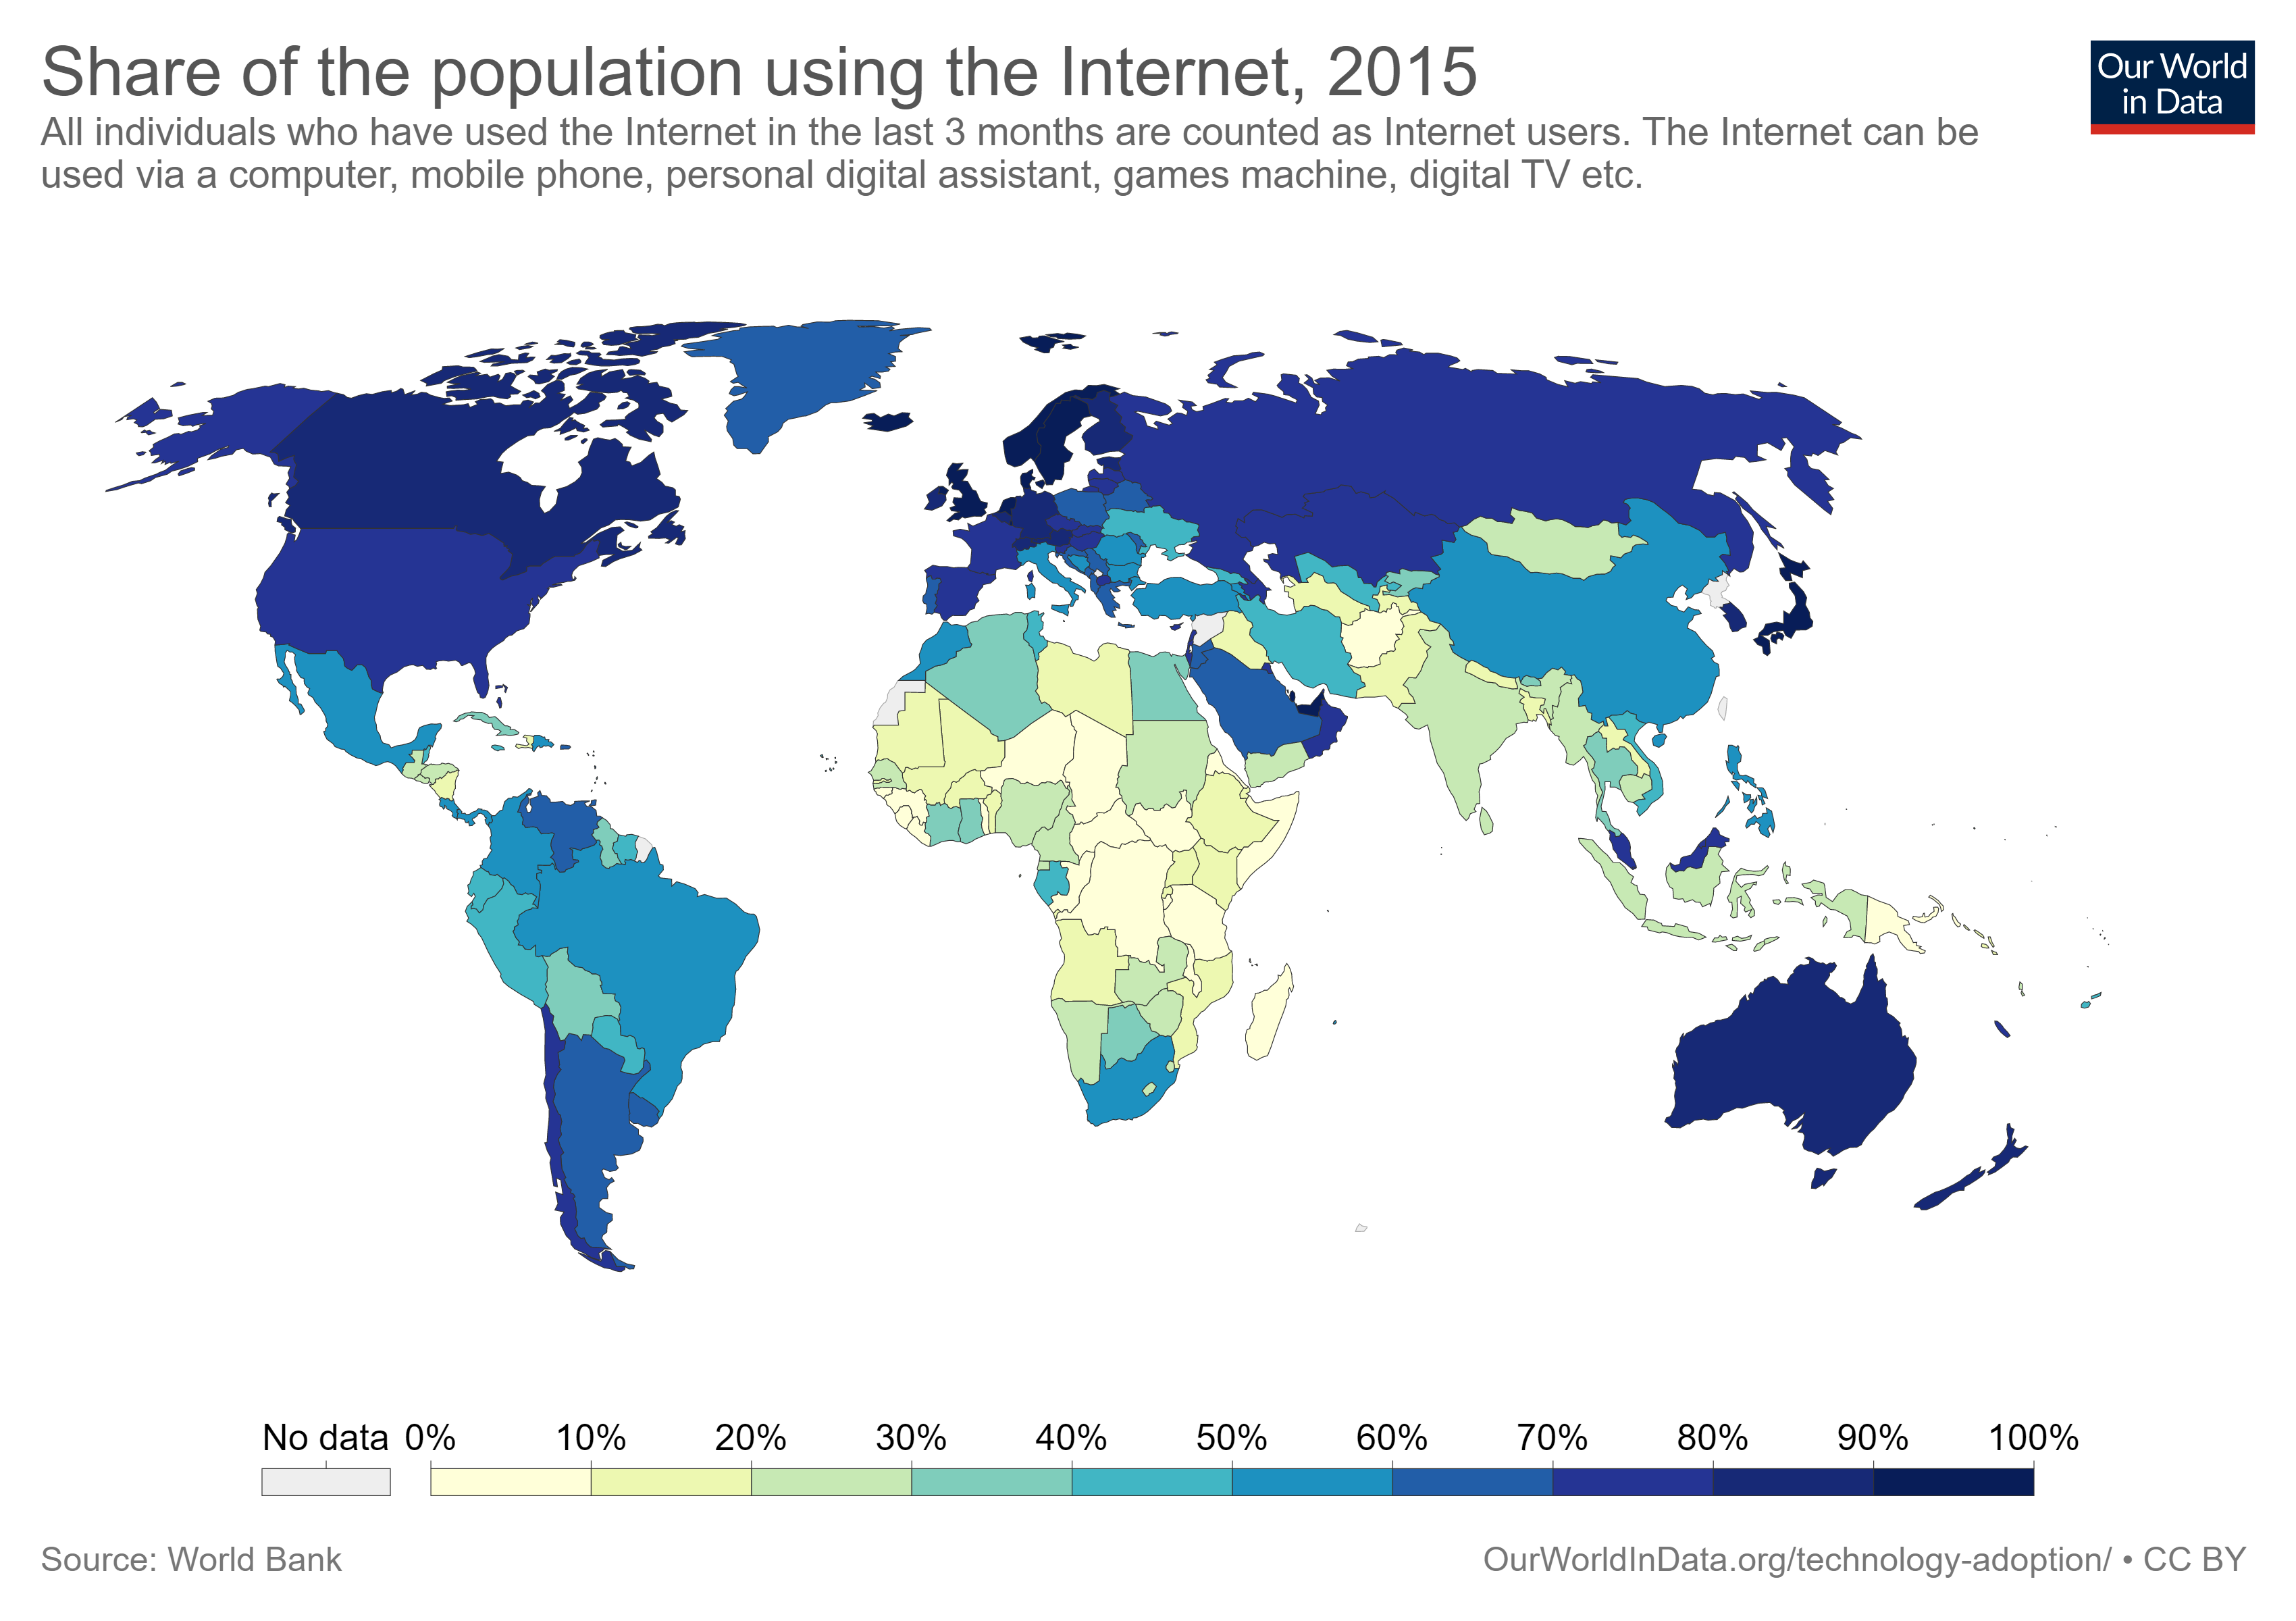 Share of the population using the Internet, 2015
Our World
in Data
All individuals who have used the Internet in the last 3 months are counted as Internet users. The Internet can be
used via a computer, mobile phone, personal digital assistant, games machine, digital TV etc.
No data 0% 10% 20% 30% 40% 50% 60% 70% 80% 90% 100%
Source: World Bank
OurWorldInData.org/technology-adoption/ • CC BY